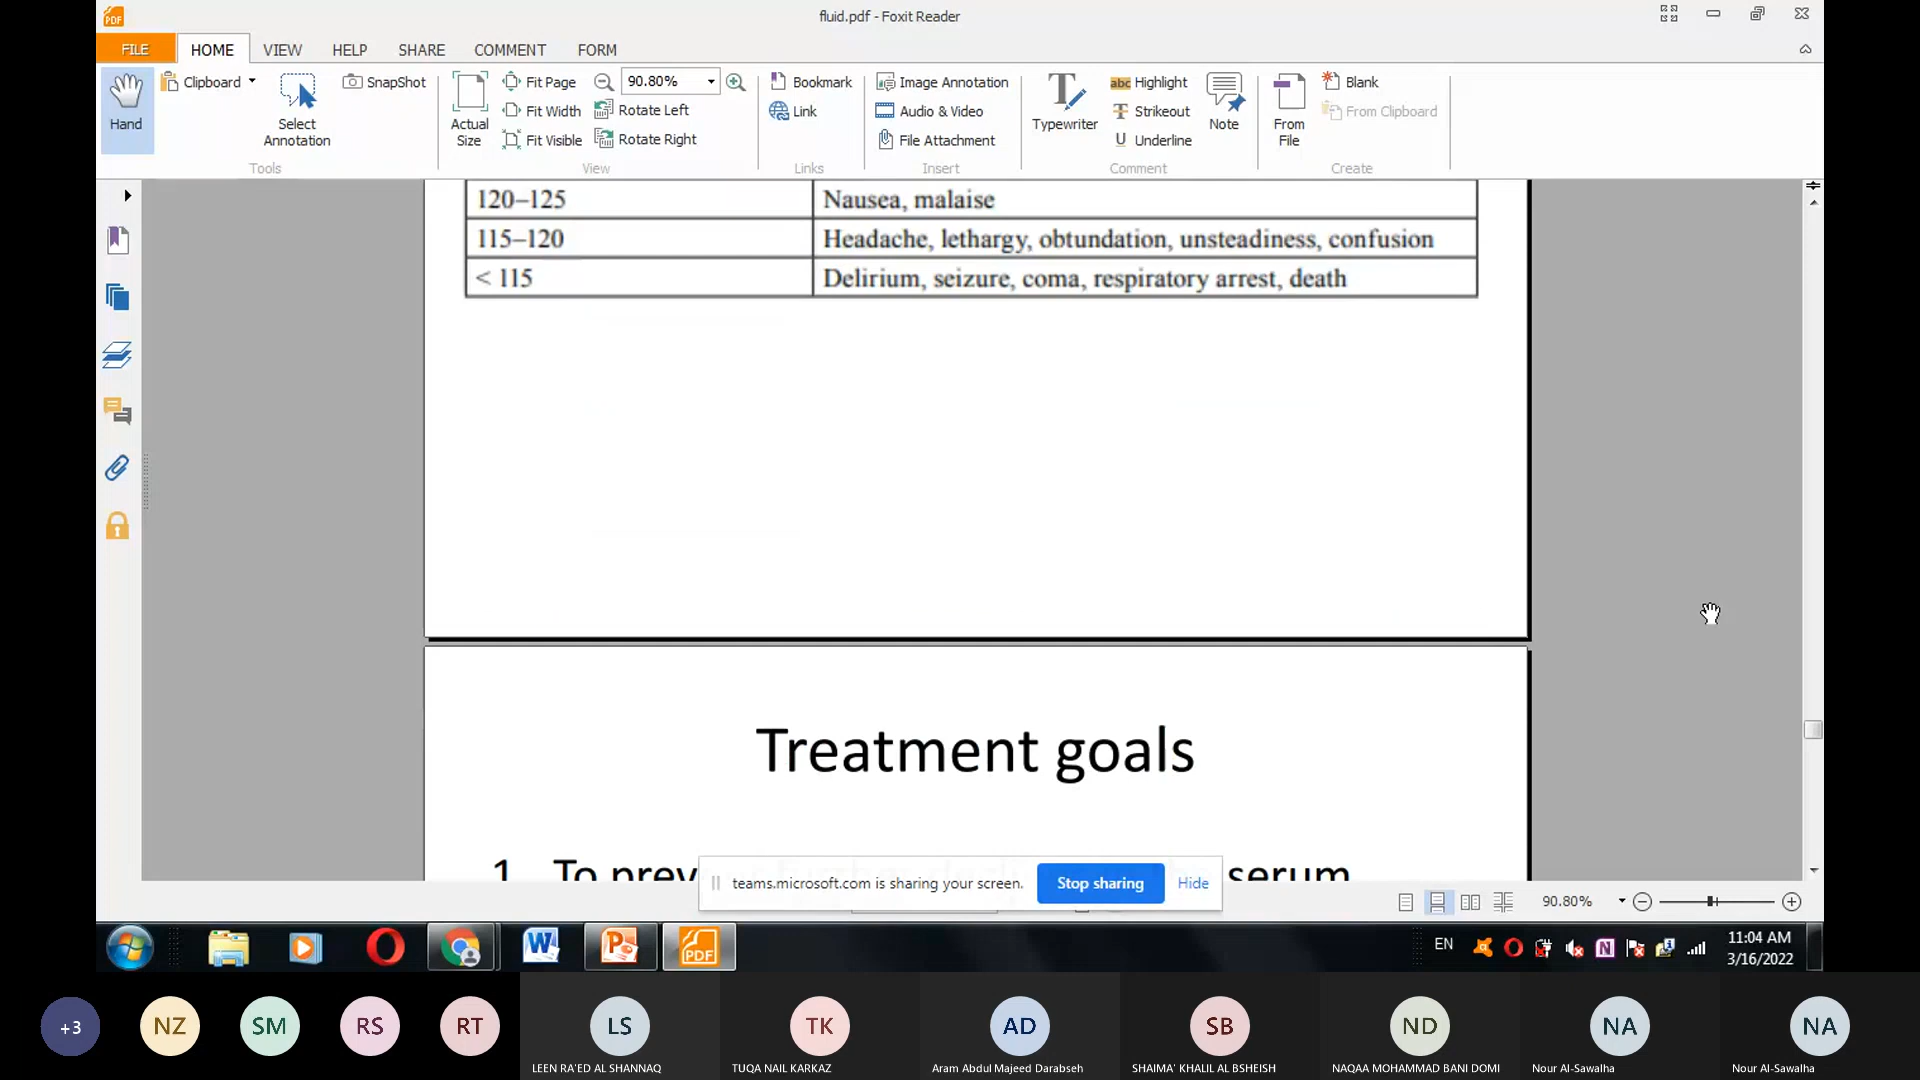 fluid.pdf - Foxit Reader
FILE HOME VIEW HELP SHARE COMMENT FORM
Hand
Clipboard
Select Annotation
SnapShot
Tools
Actual Size
Fit Page
Fit Width
Fit Visible
90.80%
Rotate Left
Rotate Right
View
Bookmark
Link
Links
Image Annotation
Audio & Video
File Attachment
Insert
Typewriter
abc Highlight
Strikeout
Underline
Note
Comment
From File
Blank
From Clipboard
Create
120–125 Nausea, malaise
115–120 Headache, lethargy, obtundation, unsteadiness, confusion
< 115 Delirium, seizure, coma, respiratory arrest, death
Treatment goals
1. To serum
teams.microsoft.com is sharing your screen. Stop sharing Hide
90.80%
EN
11:04 AM
3/16/2022
+3 NZ SM RS RT LS TK AD SB ND NA NA
LEEN RA'ED AL SHANNAQ
TUQA NAIL KARKAZ
Aram Abdul Majeed Darabseh
SHAIMA' KHALIL AL BSHEISH
NAQAA MOHAMMAD BANI DOMI
Nour Al-Sawalha
Nour Al-Sawalha